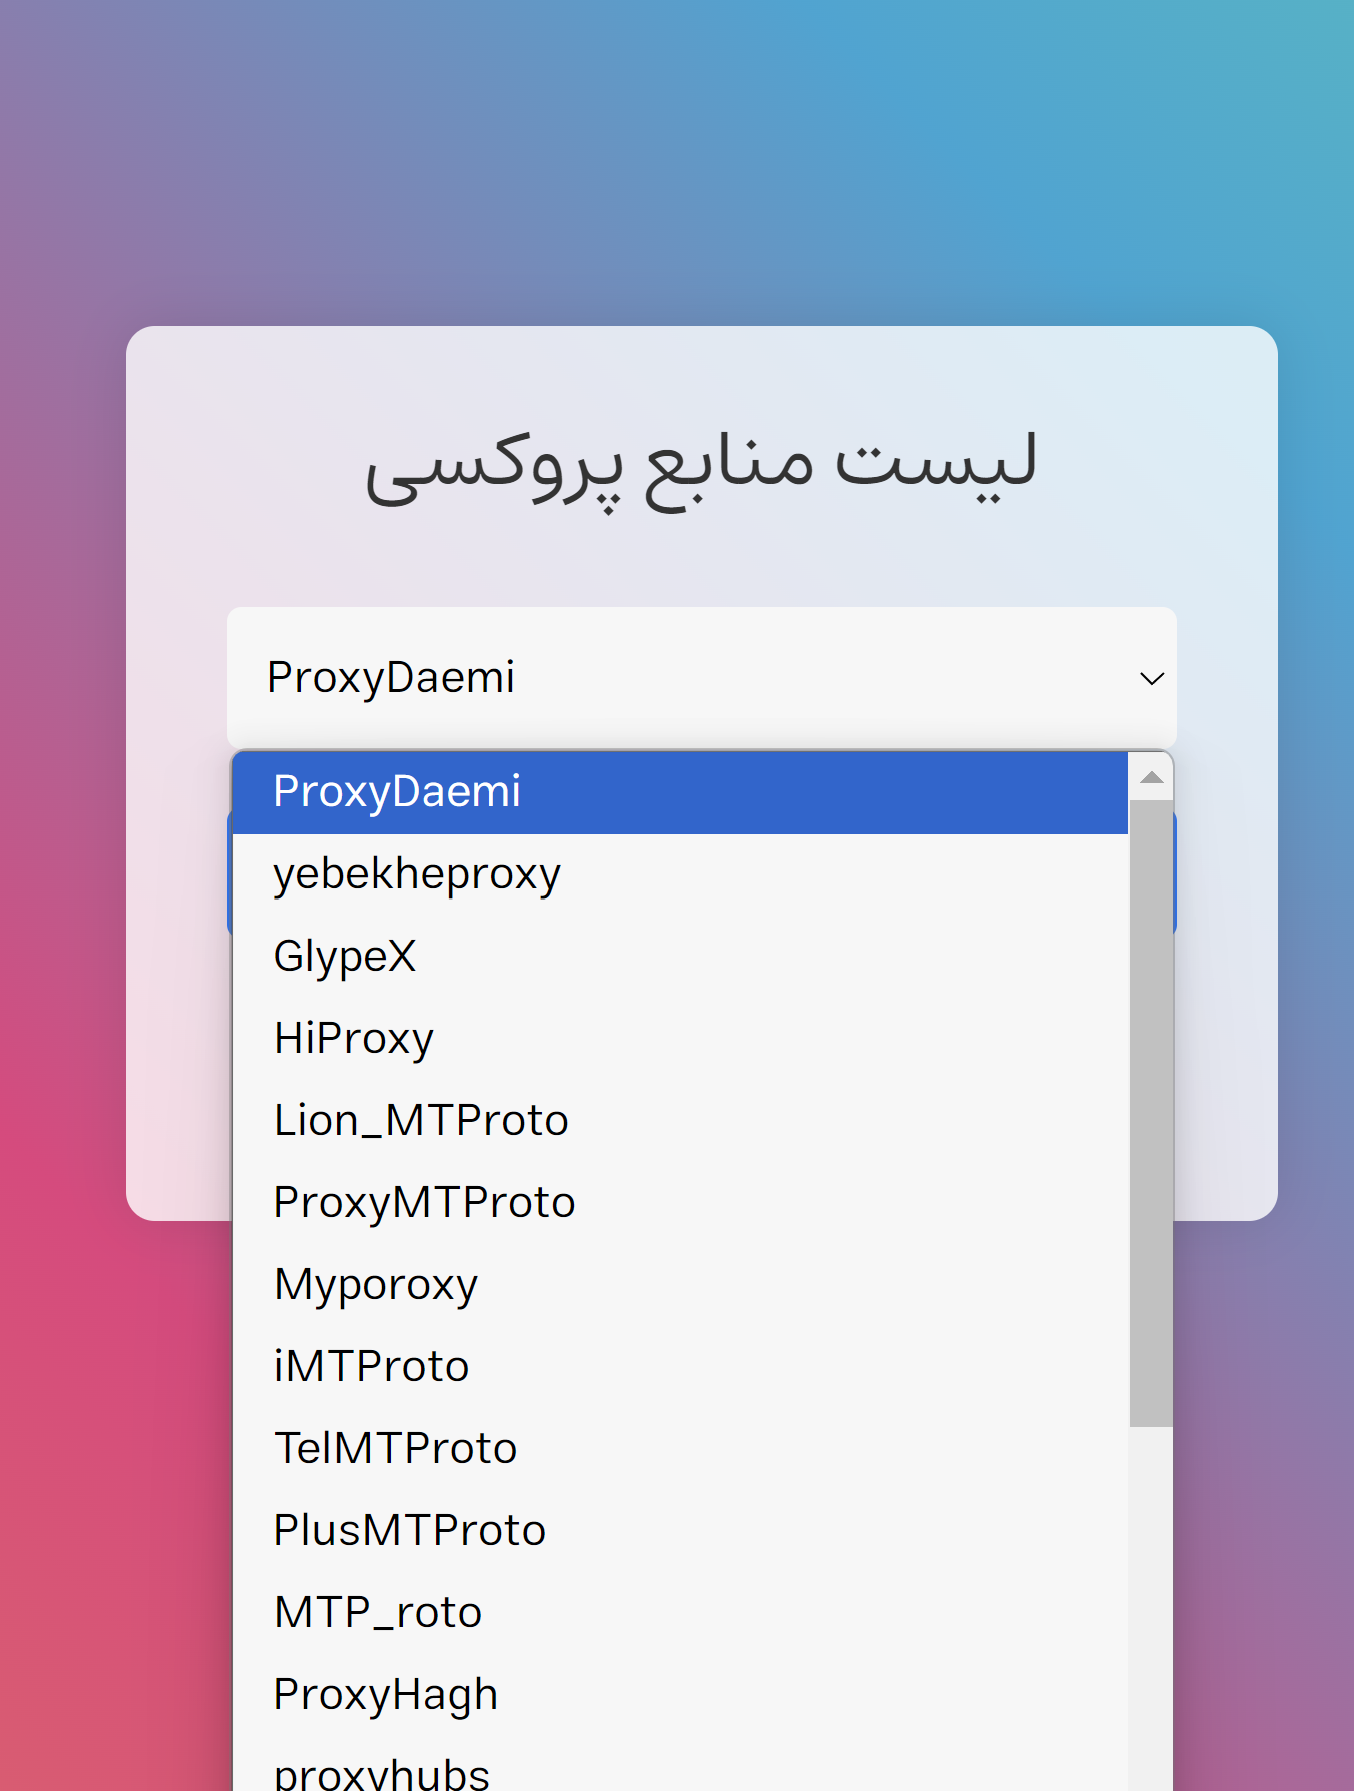 لیست منابع پروکسی
ProxyDaemi
ProxyDaemi
yebekheproxy
GlypeX
HiProxy
Lion_MTProto
ProxyMTProto
Myporoxy
iMTProto
TelMTProto
PlusMTProto
MTP_roto
ProxyHagh
proxyhubs